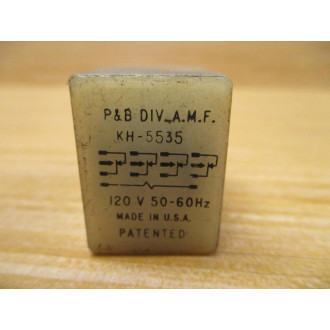 P&B DIV. A.M.F.
KH-5535
120 V 50-60Hz
MADE IN U.S.A.
PATENTED